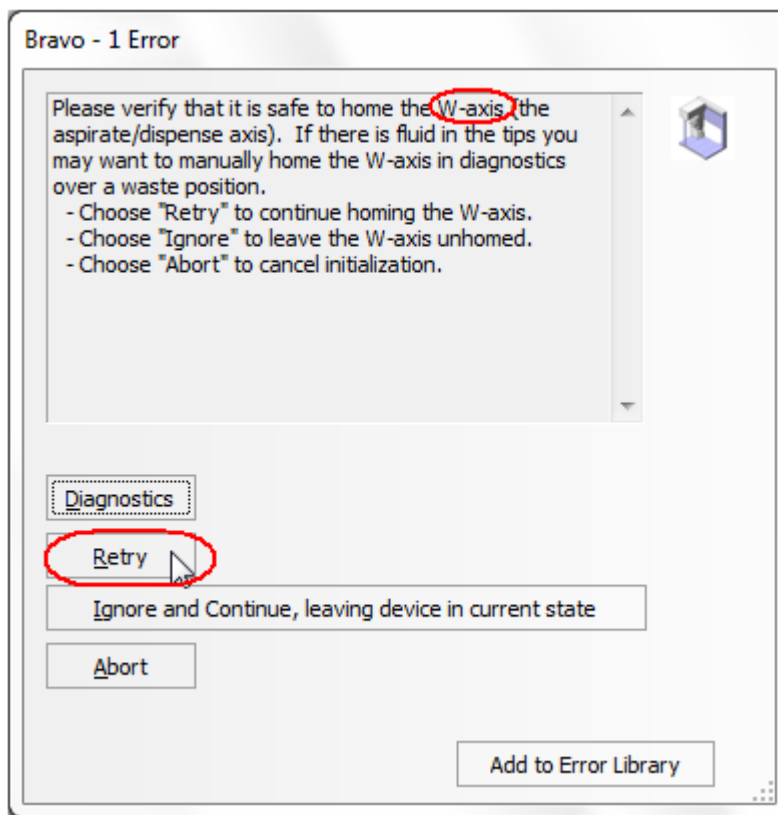 Bravo - 1 Error
Please verify that it is safe to home the W-axis (the
aspirate/dispense axis).  If there is fluid in the tips you
may want to manually home the W-axis in diagnostics
over a waste position.
- Choose "Retry" to continue homing the W-axis.
- Choose "Ignore" to leave the W-axis unhomed.
- Choose "Abort" to cancel initialization.
Diagnostics
Retry
Ignore and Continue, leaving device in current state
Abort
Add to Error Library